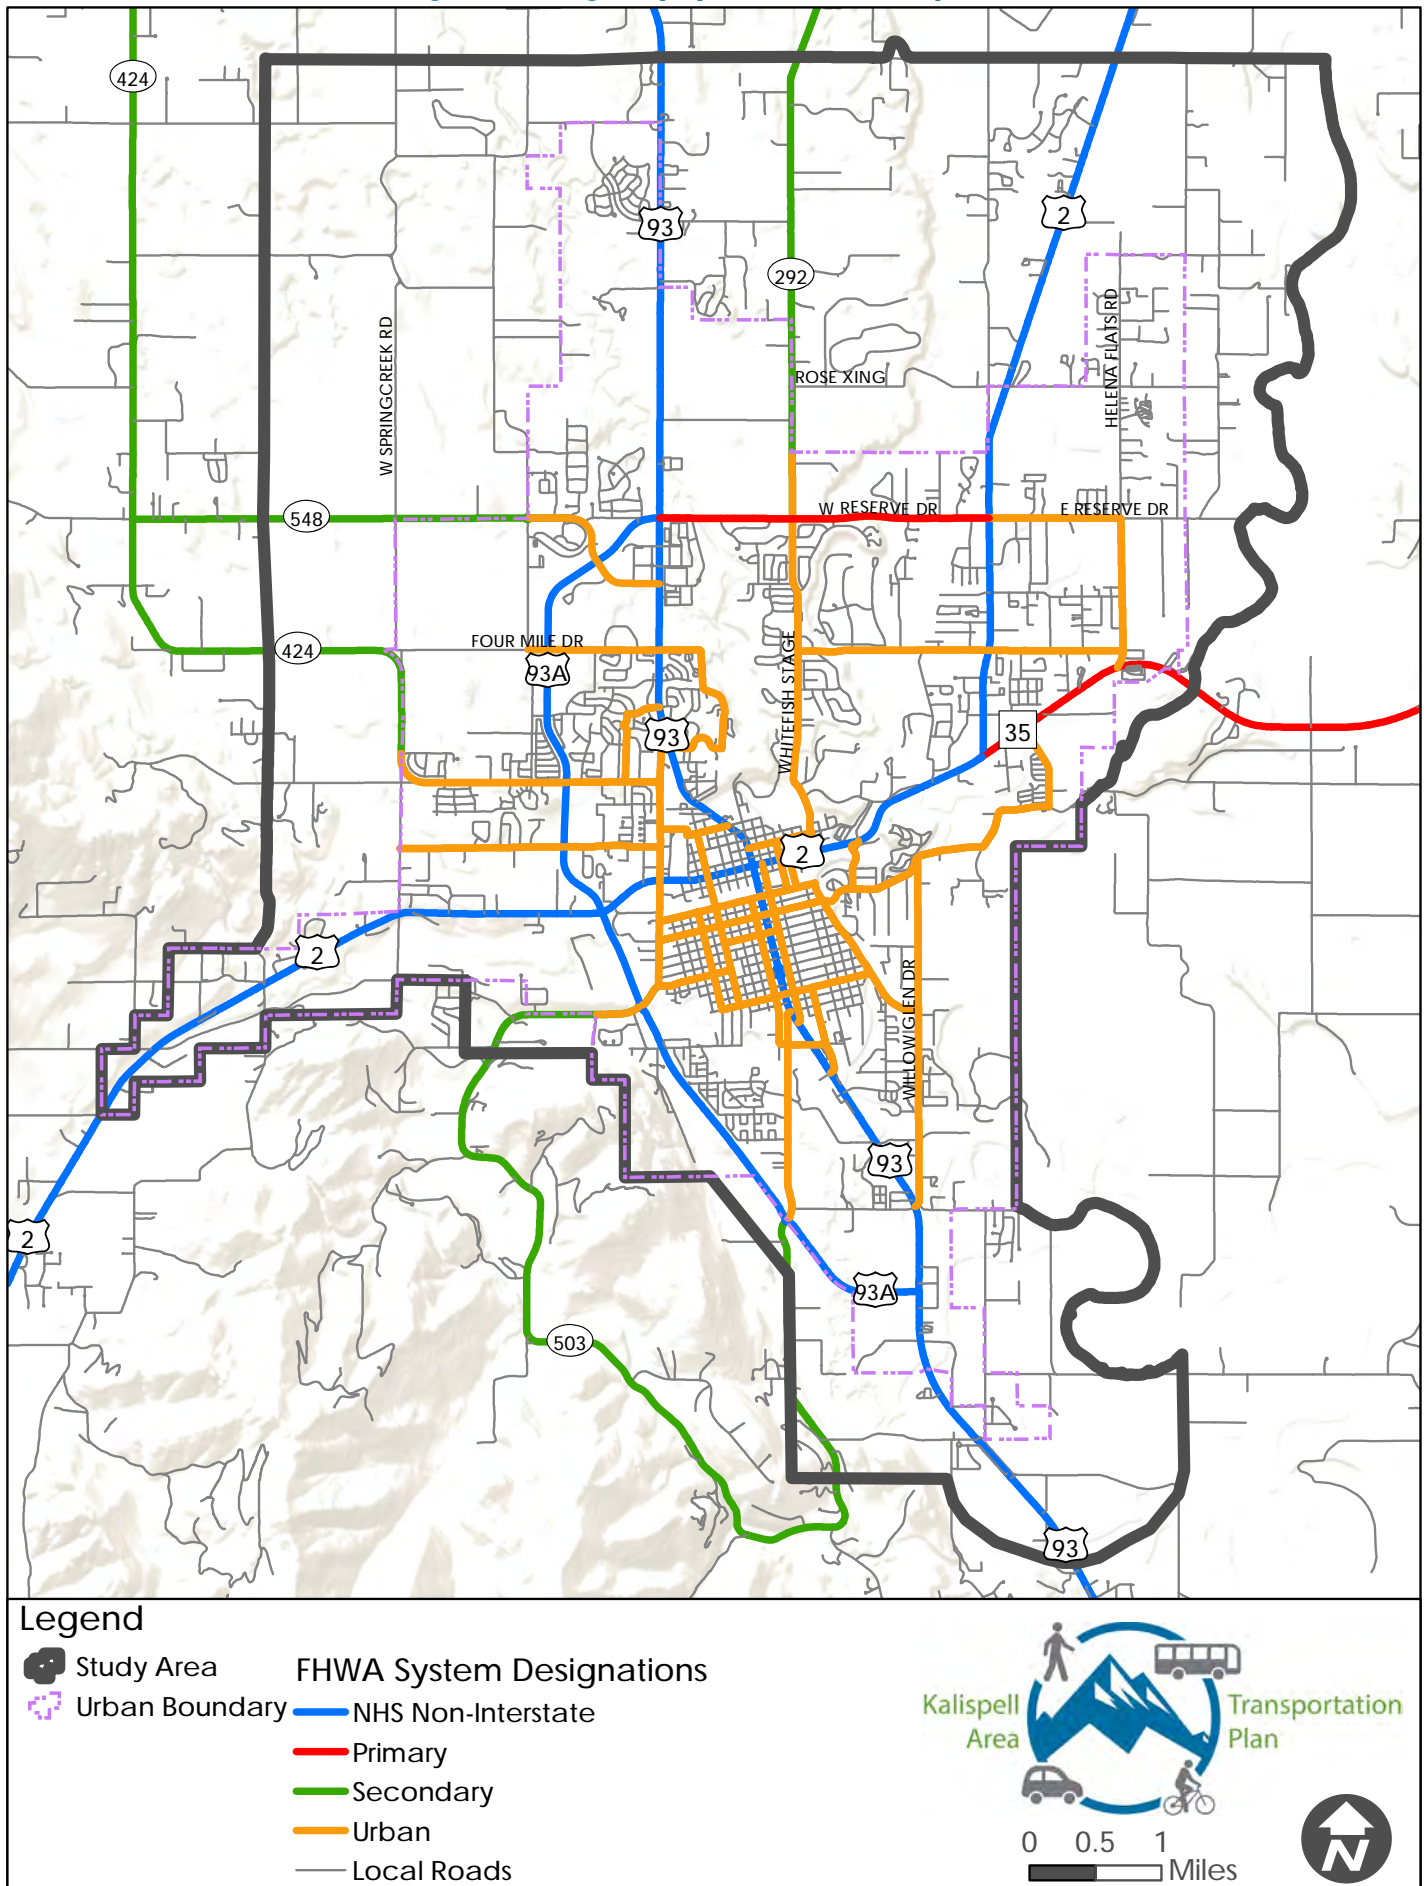 424
93
2
292
W SPRINGCREEK RD
HELENA FLATS RD
ROSE XING
548
W RESERVE DR
E RESERVE DR
424
FOUR MILE DR
93A
WHITEFISH STAGE
93
35
2
2
WILLOW GLEN DR
93
2
93A
503
93
Legend
Study Area
Urban Boundary
FHWA System Designations
NHS Non-Interstate
Primary
Secondary
Urban
Local Roads
Kalispell
Area
Transportation
Plan
0 0.5 1
Miles
N